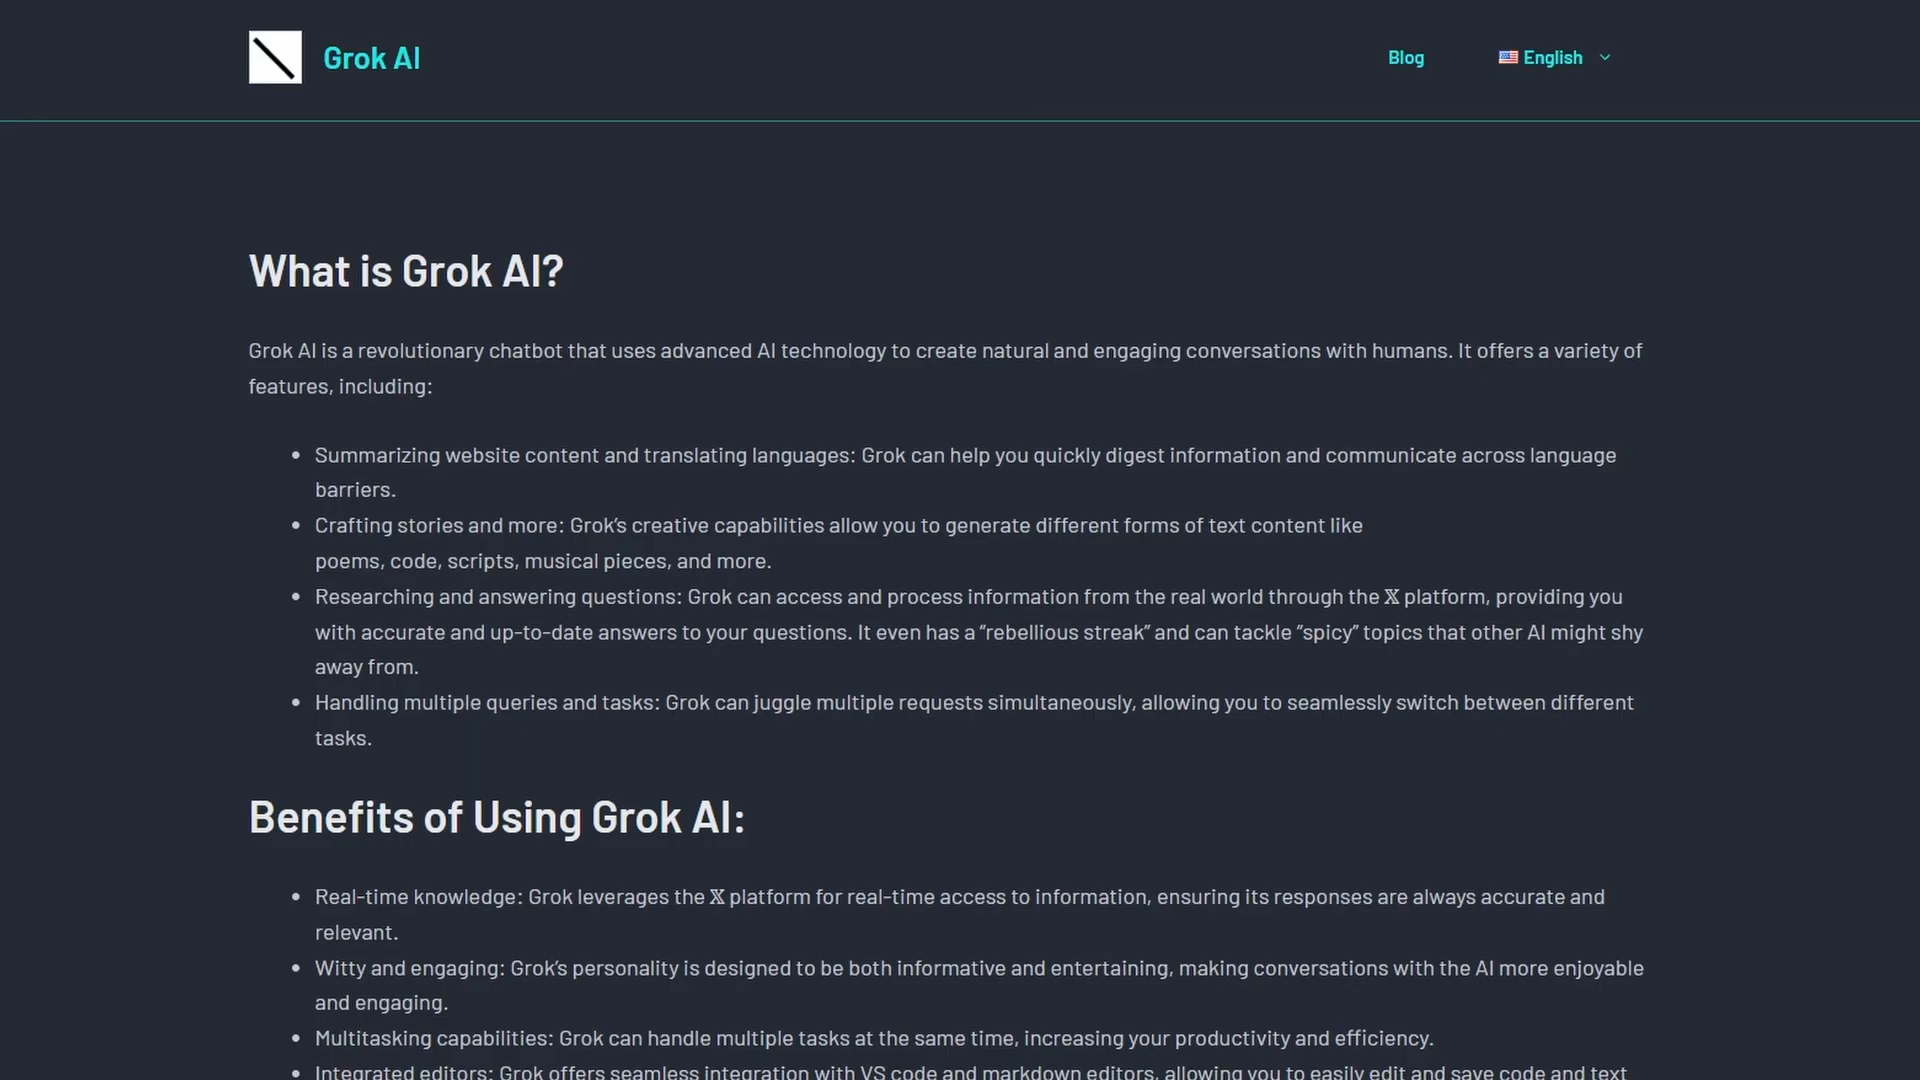 Grok AI
Blog
English
What is Grok AI?
Grok AI is a revolutionary chatbot that uses advanced AI technology to create natural and engaging conversations with humans. It offers a variety of
features, including:
• Summarizing website content and translating languages: Grok can help you quickly digest information and communicate across language
barriers.
• Crafting stories and more: Grok’s creative capabilities allow you to generate different forms of text content like
poems, code, scripts, musical pieces, and more.
• Researching and answering questions: Grok can access and process information from the real world through the 𝕏 platform, providing you
with accurate and up-to-date answers to your questions. It even has a “rebellious streak” and can tackle “spicy” topics that other AI might shy
away from.
• Handling multiple queries and tasks: Grok can juggle multiple requests simultaneously, allowing you to seamlessly switch between different
tasks.
Benefits of Using Grok AI:
• Real-time knowledge: Grok leverages the 𝕏 platform for real-time access to information, ensuring its responses are always accurate and
relevant.
• Witty and engaging: Grok’s personality is designed to be both informative and entertaining, making conversations with the AI more enjoyable
and engaging.
• Multitasking capabilities: Grok can handle multiple tasks at the same time, increasing your productivity and efficiency.
• Integrated editors: Grok offers seamless integration with VS code and markdown editors, allowing you to easily edit and save code and text